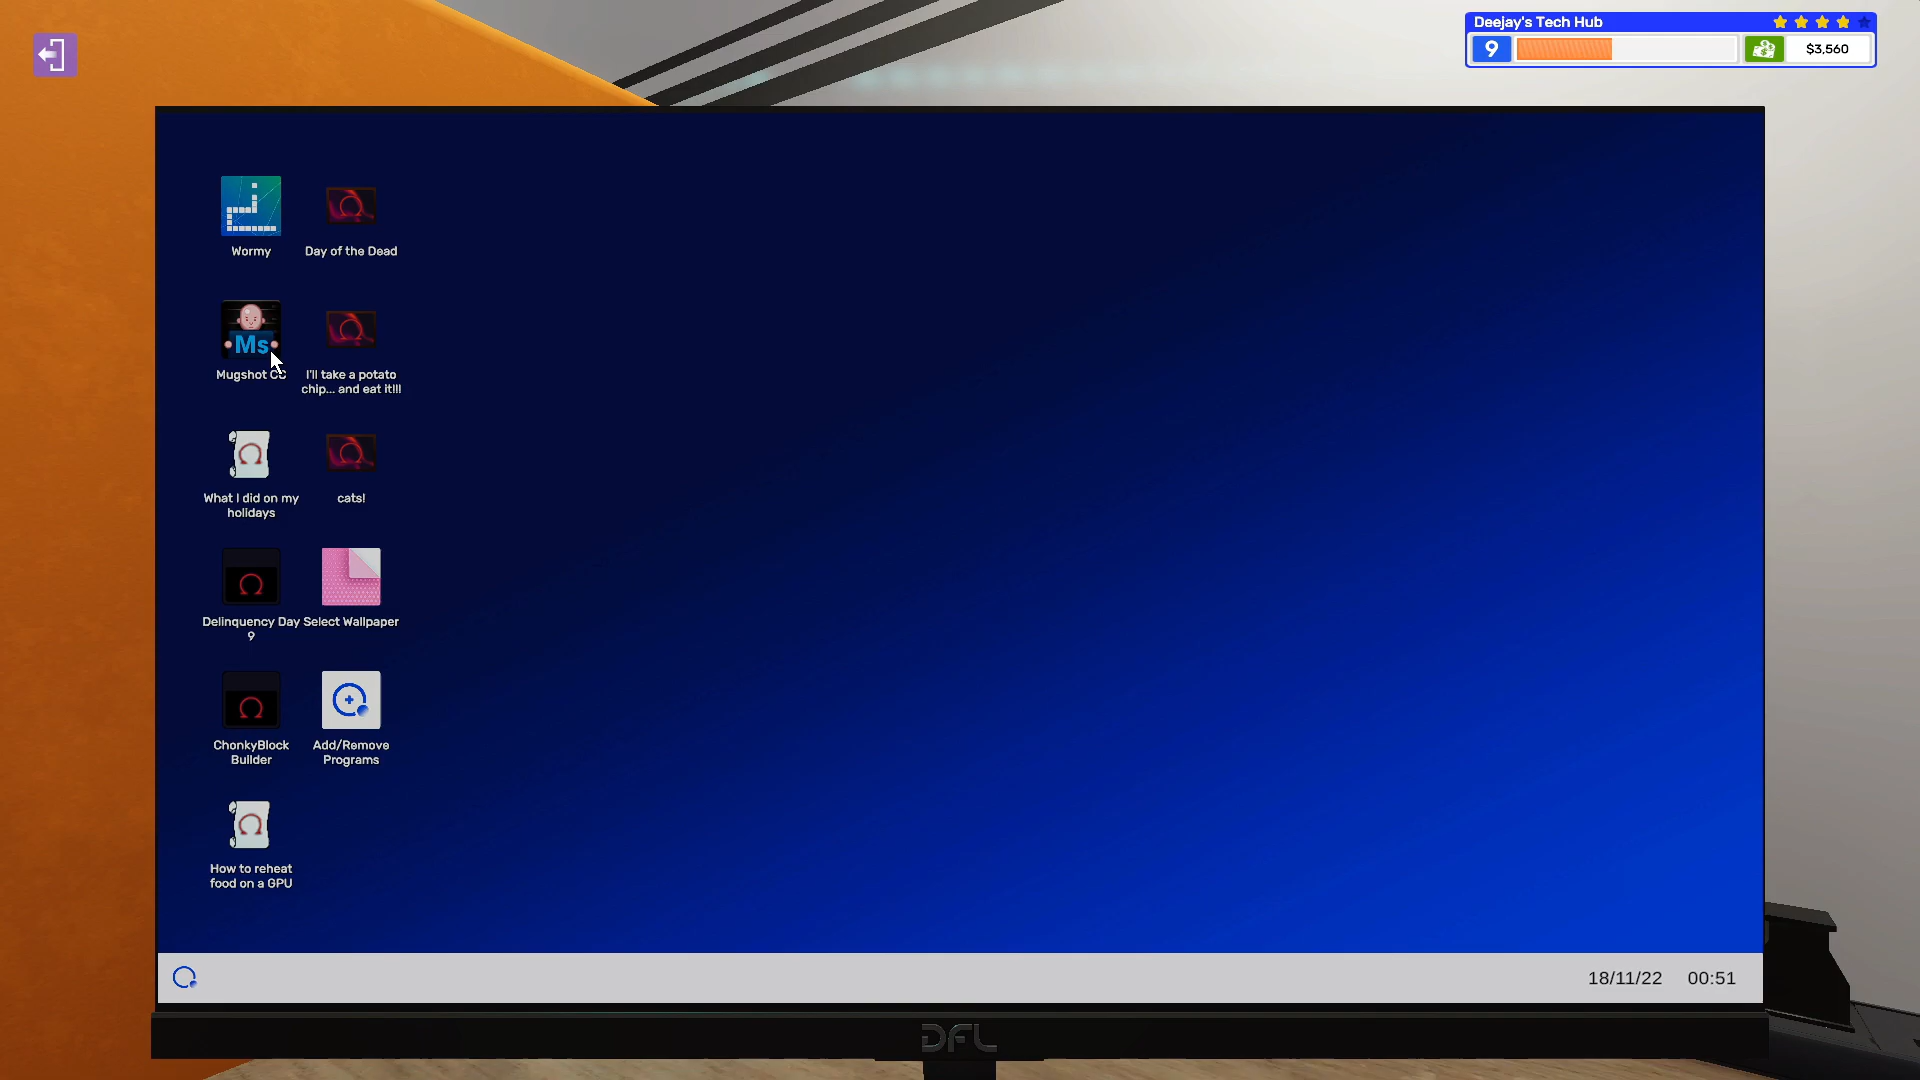 Deejay's Tech Hub
9
$3,560
Wormy
Day of the Dead
Ms
Mugshot CC
I'll take a potato
chip... and eat it!!!
What I did on my
holidays
cats!
Delinquency Day
9
Select Wallpaper
ChonkyBlock
Builder
Add/Remove
Programs
How to reheat
food on a GPU
18/11/22 00:51
DFL